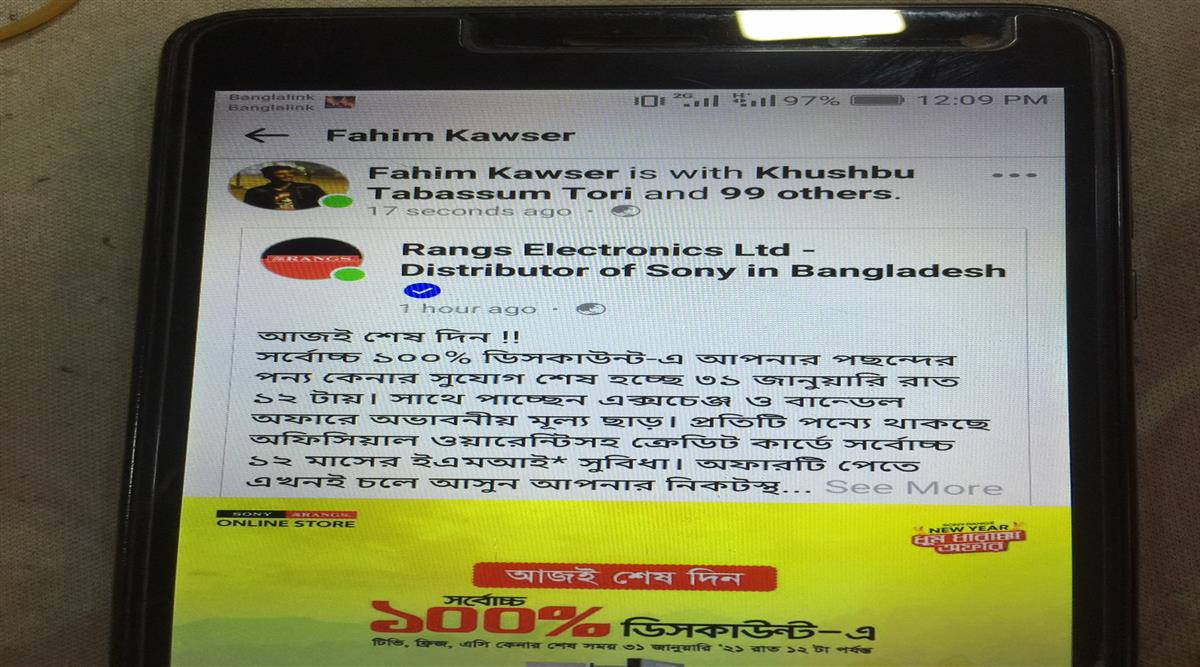 Banglalink
Banglalink
2G H+ 97% 12:09 PM
Fahim Kawser
Fahim Kawser is with Khushbu
Tabassum Tori and 99 others.
17 seconds ago ·
RANGS
Rangs Electronics Ltd -
Distributor of Sony in Bangladesh
1 hour ago ·
আজই শেষ দিন !!
সর্বোচ্চ ১০০% ডিসকাউন্ট-এ আপনার পছন্দের
পন্য কেনার সুযোগ শেষ হচ্ছে ৩১ জানুয়ারি রাত
১২ টায়। সাথে পাচ্ছেন এক্সচেঞ্জ ও বান্ডেল
অফারে অভাবনীয় মূল্য ছাড়। প্রতিটি পন্যে থাকছে
অফিসিয়াল ওয়ারেন্টিসহ ক্রেডিট কার্ডে সর্বোচ্চ
১২ মাসের ইএমআই* সুবিধা। অফারটি পেতে
এখনই চলে আসুন আপনার নিকটস্থ... See More
SONY RANGS
ONLINE STORE
SONY RANGS
NEW YEAR
ধুম ধারাক্কা
অফার
আজই শেষ দিন
সর্বোচ্চ
১০০% ডিসকাউন্ট-এ
টিভি, ফ্রিজ, এসি কেনার শেষ সময় ৩১ জানুয়ারি '২১ রাত ১২ টা পর্যন্ত